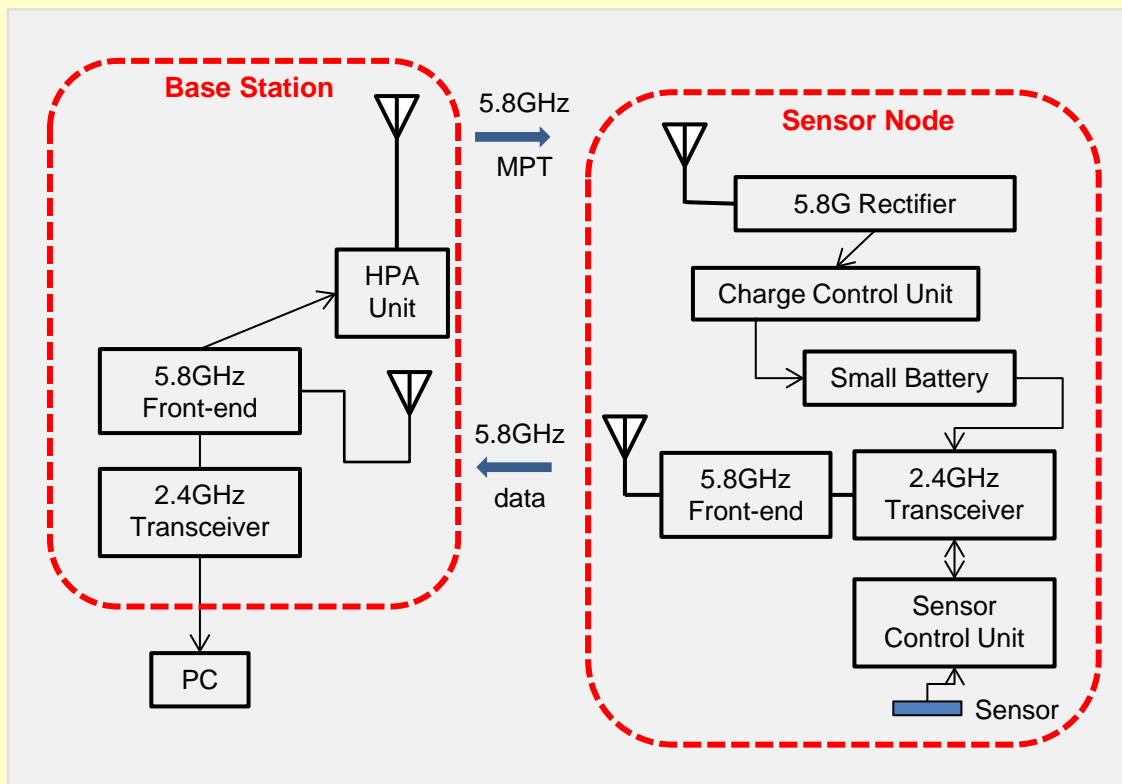 Base Station
HPA
Unit
5.8GHz
Front-end
2.4GHz
Transceiver
PC
5.8GHz
MPT
5.8GHz
data
Sensor Node
5.8G Rectifier
Charge Control Unit
Small Battery
5.8GHz
Front-end
2.4GHz
Transceiver
Sensor
Control Unit
Sensor